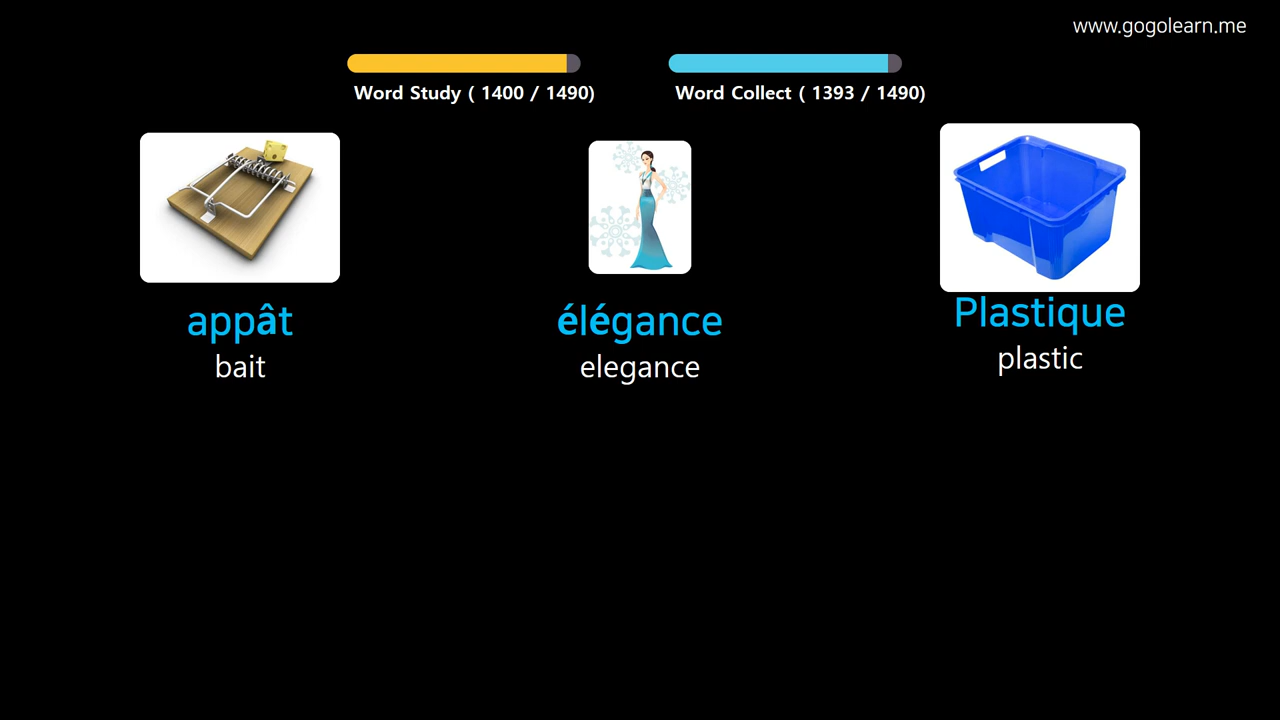 www.gogolearn.me
Word Study ( 1400 / 1490)
Word Collect ( 1393 / 1490)
appât
bait
élégance
elegance
Plastique
plastic